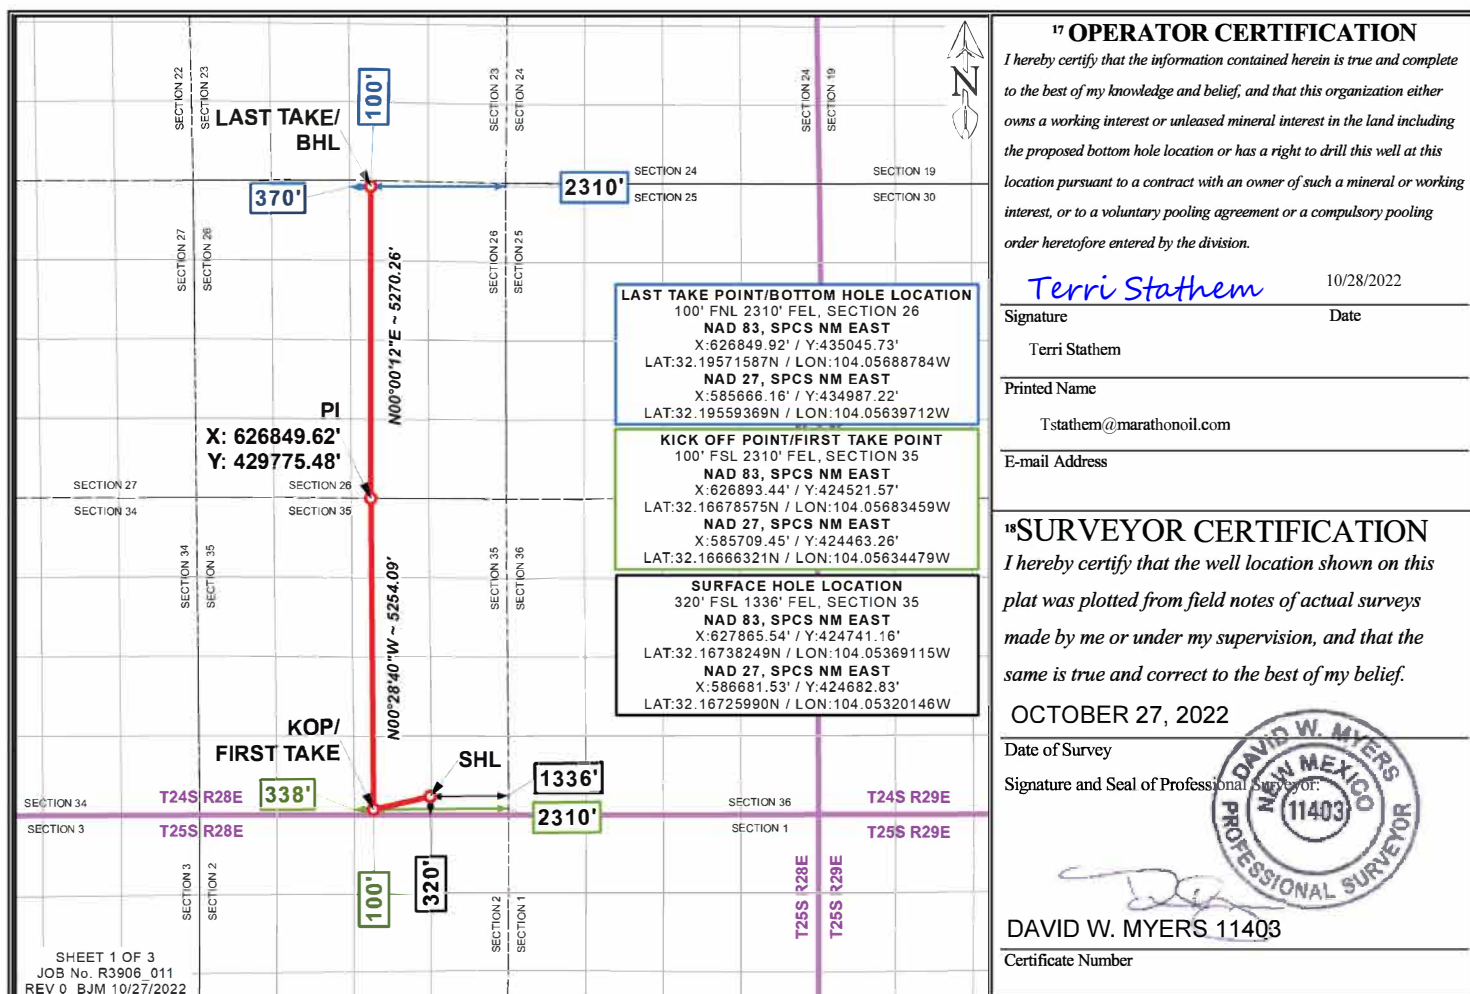 SECTION 22
SECTION 23
SECTION 23
SECTION 24
SECTION 24
SECTION 19
N
100'
LAST TAKE/
BHL
370'
2310'
SECTION 24
SECTION 19
SECTION 25
SECTION 30
SECTION 27
SECTION 26
SECTION 26
SECTION 25
N00°00'12"E ~ 5270.26'
PI
X: 626849.62'
Y: 429775.48'
SECTION 27
SECTION 26
SECTION 34
SECTION 35
SECTION 34
SECTION 35
SECTION 35
SECTION 36
N00°28'40"W ~ 5254.09'
KOP/
FIRST TAKE
SHL
338'
1336'
2310'
SECTION 34
T24S R28E
SECTION 36
T24S R29E
SECTION 3
T25S R28E
SECTION 1
T25S R29E
SECTION 3
SECTION 2
100'
320'
SECTION 2
SECTION 1
T25S R28E
T25S R29E
SHEET 1 OF 3
JOB No. R3906_011
REV 0 BJM 10/27/2022
LAST TAKE POINT/BOTTOM HOLE LOCATION
100' FNL 2310' FEL, SECTION 26
NAD 83, SPCS NM EAST
X:626849.92' / Y:435045.73'
LAT:32.19571587N / LON:104.05688784W
NAD 27, SPCS NM EAST
X:585666.16' / Y:434987.22'
LAT:32.19559369N / LON:104.05639712W
KICK OFF POINT/FIRST TAKE POINT
100' FSL 2310' FEL, SECTION 35
NAD 83, SPCS NM EAST
X:626893.44' / Y:424521.57'
LAT:32.16678575N / LON:104.05683459W
NAD 27, SPCS NM EAST
X:585709.45' / Y:424463.26'
LAT:32.16666321N / LON:104.05634479W
SURFACE HOLE LOCATION
320' FSL 1336' FEL, SECTION 35
NAD 83, SPCS NM EAST
X:627865.54' / Y:424741.16'
LAT:32.16738249N / LON:104.05369115W
NAD 27, SPCS NM EAST
X:586681.53' / Y:424682.83'
LAT:32.16725990N / LON:104.05320146W
17 OPERATOR CERTIFICATION
I hereby certify that the information contained herein is true and complete
to the best of my knowledge and belief, and that this organization either
owns a working interest or unleased mineral interest in the land including
the proposed bottom hole location or has a right to drill this well at this
location pursuant to a contract with an owner of such a mineral or working
interest, or to a voluntary pooling agreement or a compulsory pooling
order heretofore entered by the division.
Terri Stathem 10/28/2022
Signature Date
Terri Stathem
Printed Name
Tstathem@marathonoil.com
E-mail Address
18SURVEYOR CERTIFICATION
I hereby certify that the well location shown on this
plat was plotted from field notes of actual surveys
made by me or under my supervision, and that the
same is true and correct to the best of my belief.
OCTOBER 27, 2022
Date of Survey
Signature and Seal of Professional Surveyor:
DAVID W. MYERS
NEW MEXICO
11403
PROFESSIONAL SURVEYOR
DAVID W. MYERS 11403
Certificate Number